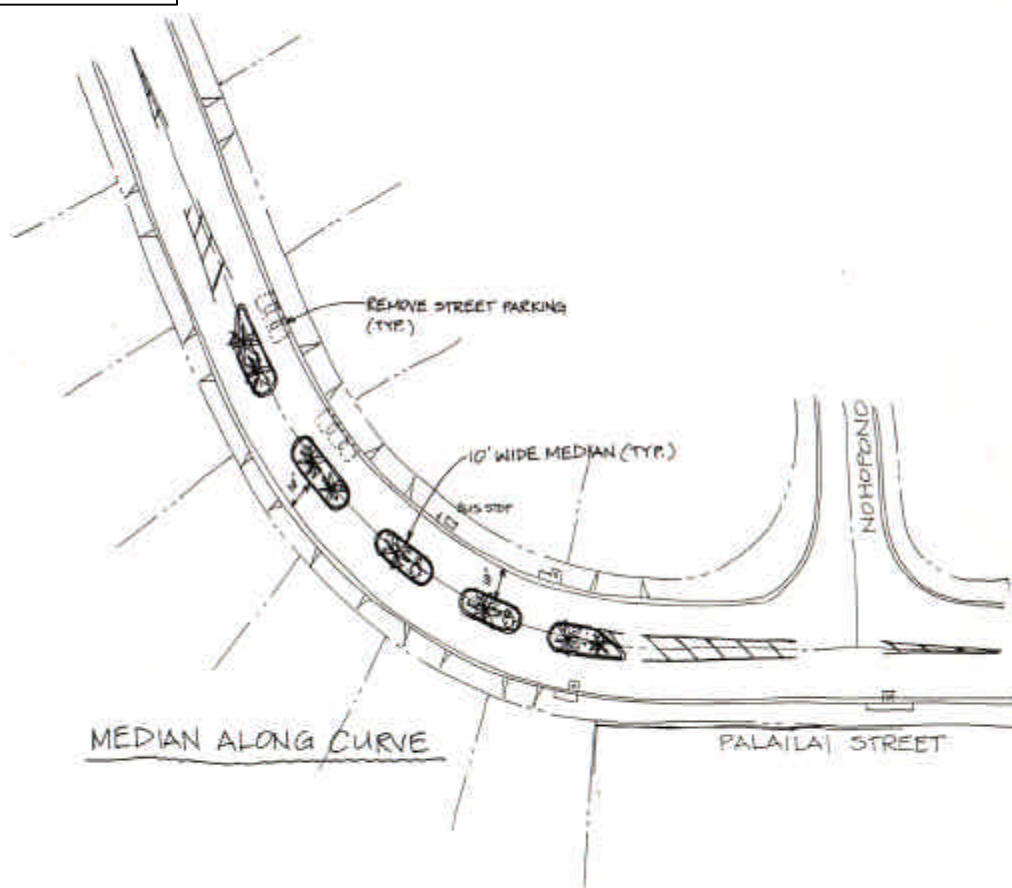 REMOVE STREET PARKING
(TYP.)
10' WIDE MEDIAN (TYP.)
BUS STOP
NOHOPONO
MEDIAN ALONG CURVE
PALAILAI STREET